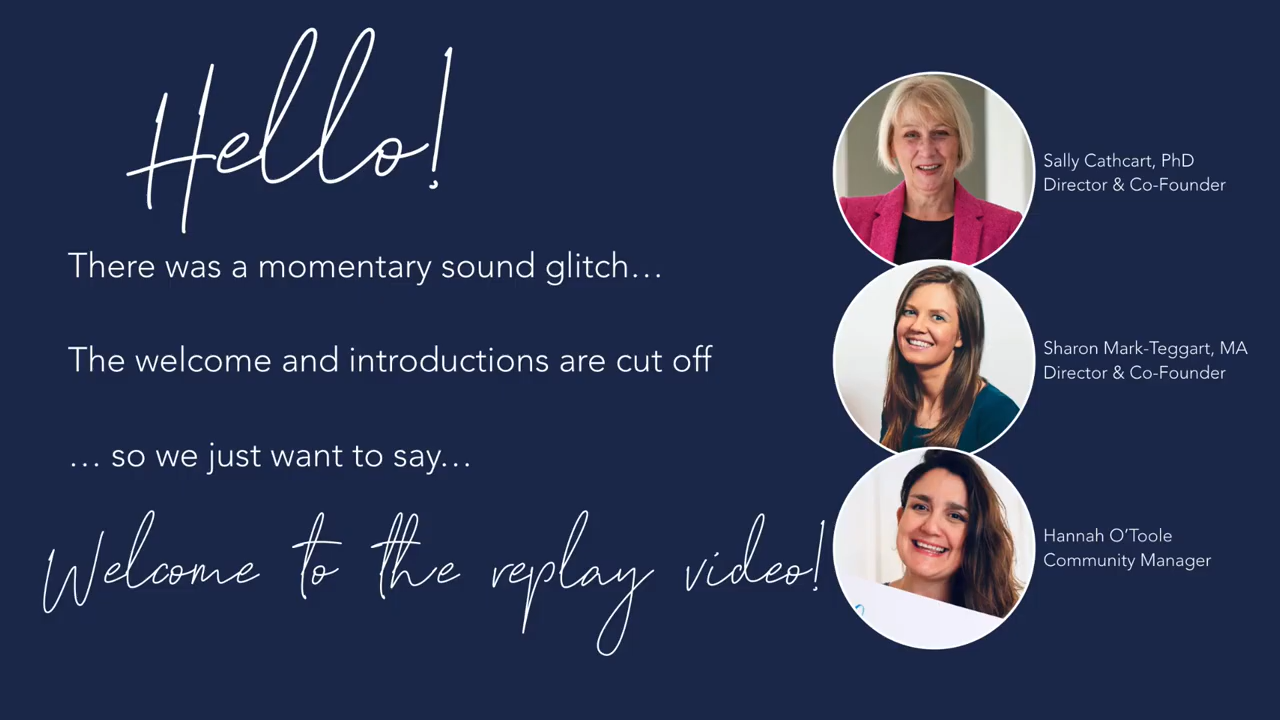 Hello!
There was a momentary sound glitch...
The welcome and introductions are cut off
... so we just want to say...
Welcome to the replay video!
Sally Cathcart, PhD
Director & Co-Founder
Sharon Mark-Teggart, MA
Director & Co-Founder
Hannah O’Toole
Community Manager